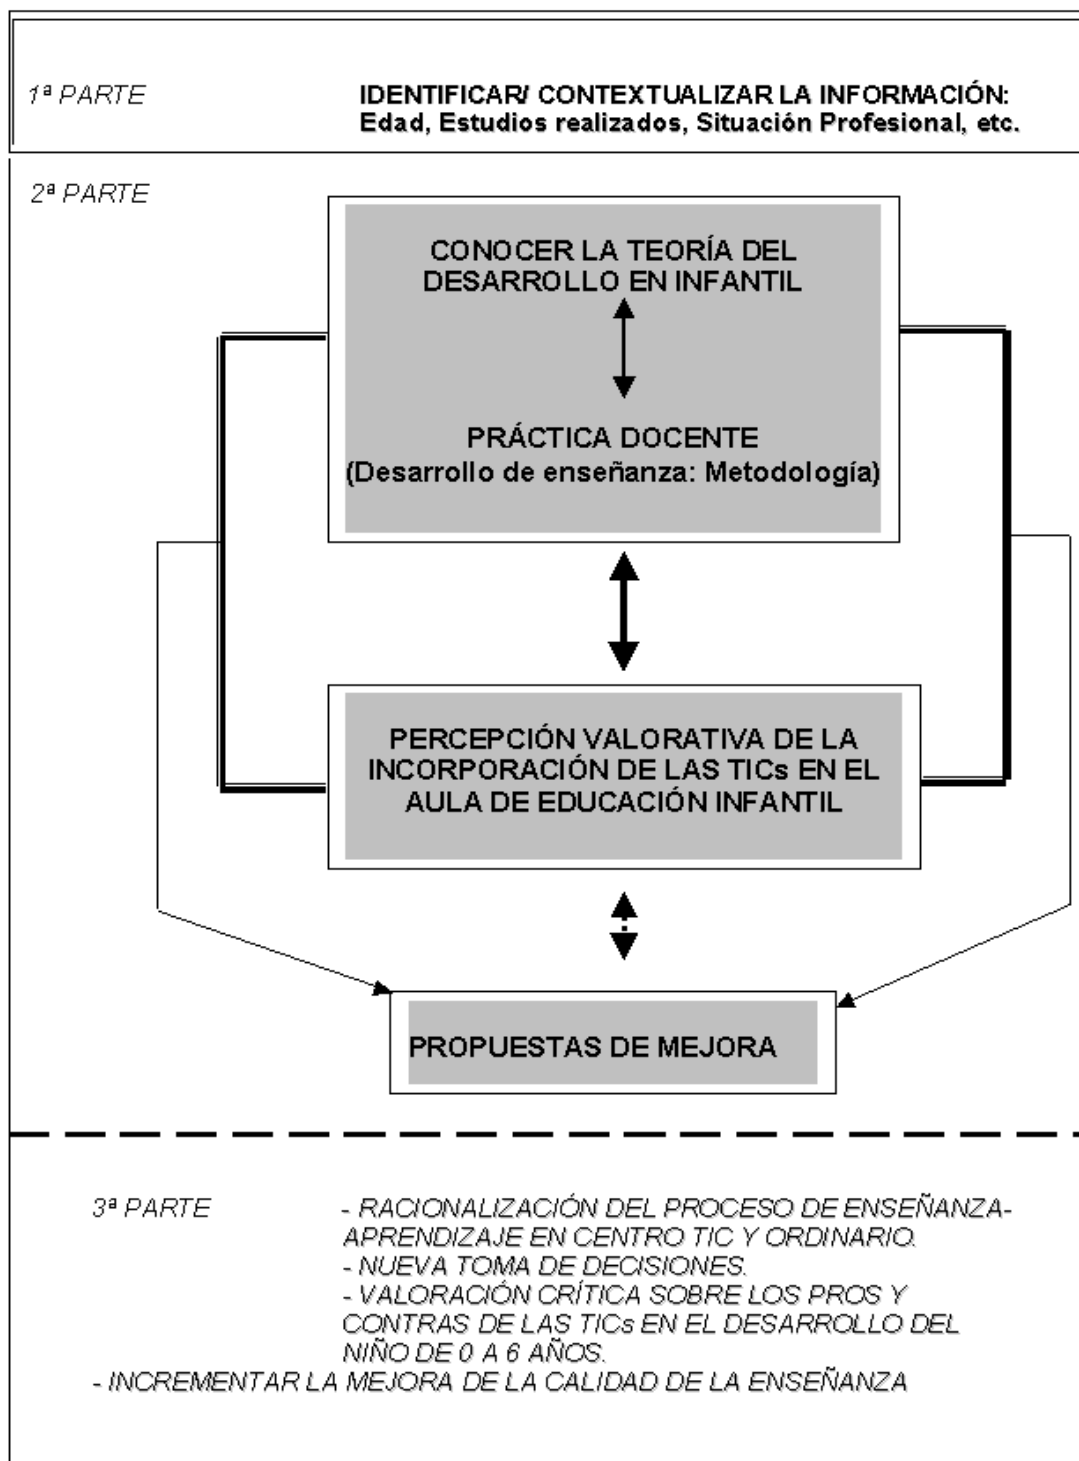 1ª PARTE
IDENTIFICAR/ CONTEXTUALIZAR LA INFORMACIÓN:
Edad, Estudios realizados, Situación Profesional, etc.
2ª PARTE
CONOCER LA TEORÍA DEL
DESARROLLO EN INFANTIL
PRÁCTICA DOCENTE
(Desarrollo de enseñanza: Metodología)
PERCEPCIÓN VALORATIVA DE LA
INCORPORACIÓN DE LAS TICs EN EL
AULA DE EDUCACIÓN INFANTIL
PROPUESTAS DE MEJORA
3ª PARTE
- RACIONALIZACIÓN DEL PROCESO DE ENSEÑANZA-
APRENDIZAJE EN CENTRO TIC Y ORDINARIO.
- NUEVA TOMA DE DECISIONES.
- VALORACIÓN CRÍTICA SOBRE LOS PROS Y
CONTRAS DE LAS TICs EN EL DESARROLLO DEL
NIÑO DE 0 A 6 AÑOS.
- INCREMENTAR LA MEJORA DE LA CALIDAD DE LA ENSEÑANZA